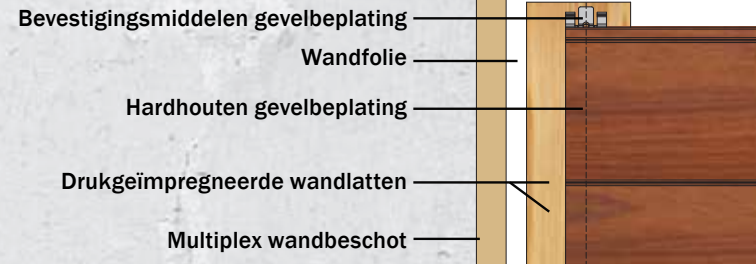 Bevestigingsmiddelen gevelbeplating
Wandfolie
Hardhouten gevelbeplating
Drukgeïmpregneerde wandlatten
Multiplex wandbeschot